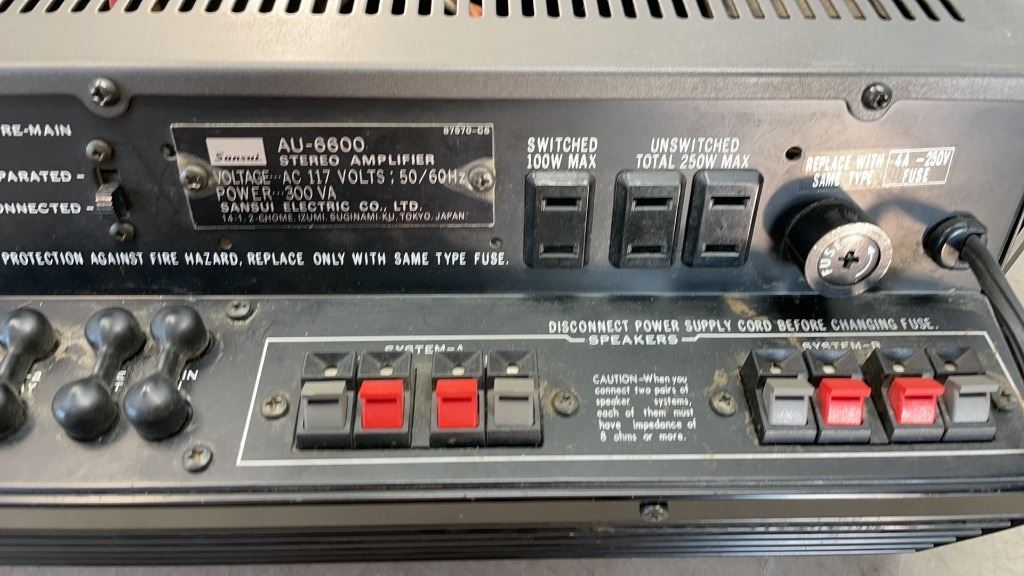 RE-MAIN
PARATED –
ONNECTED –
Sansui
AU-6600
87970-GS
STEREO AMPLIFIER
VOLTAGE···AC 117 VOLTS ; 50/60Hz
POWER···300 VA
SANSUI ELECTRIC CO., LTD.
14-1, 2-CHOME, IZUMI, SUGINAMI-KU, TOKYO, JAPAN
SWITCHED
100W MAX
UNSWITCHED
TOTAL 250W MAX
REPLACE WITH
SAME TYPE
4A – 250V
FUSE
FUSE
PROTECTION AGAINST FIRE HAZARD, REPLACE ONLY WITH SAME TYPE FUSE.
DISCONNECT POWER SUPPLY CORD BEFORE CHANGING FUSE.
SPEAKERS
SYSTEM-A
SYSTEM-B
CAUTION–When you
connect two pairs of
speaker systems,
each of them must
have impedance of
8 ohms or more.